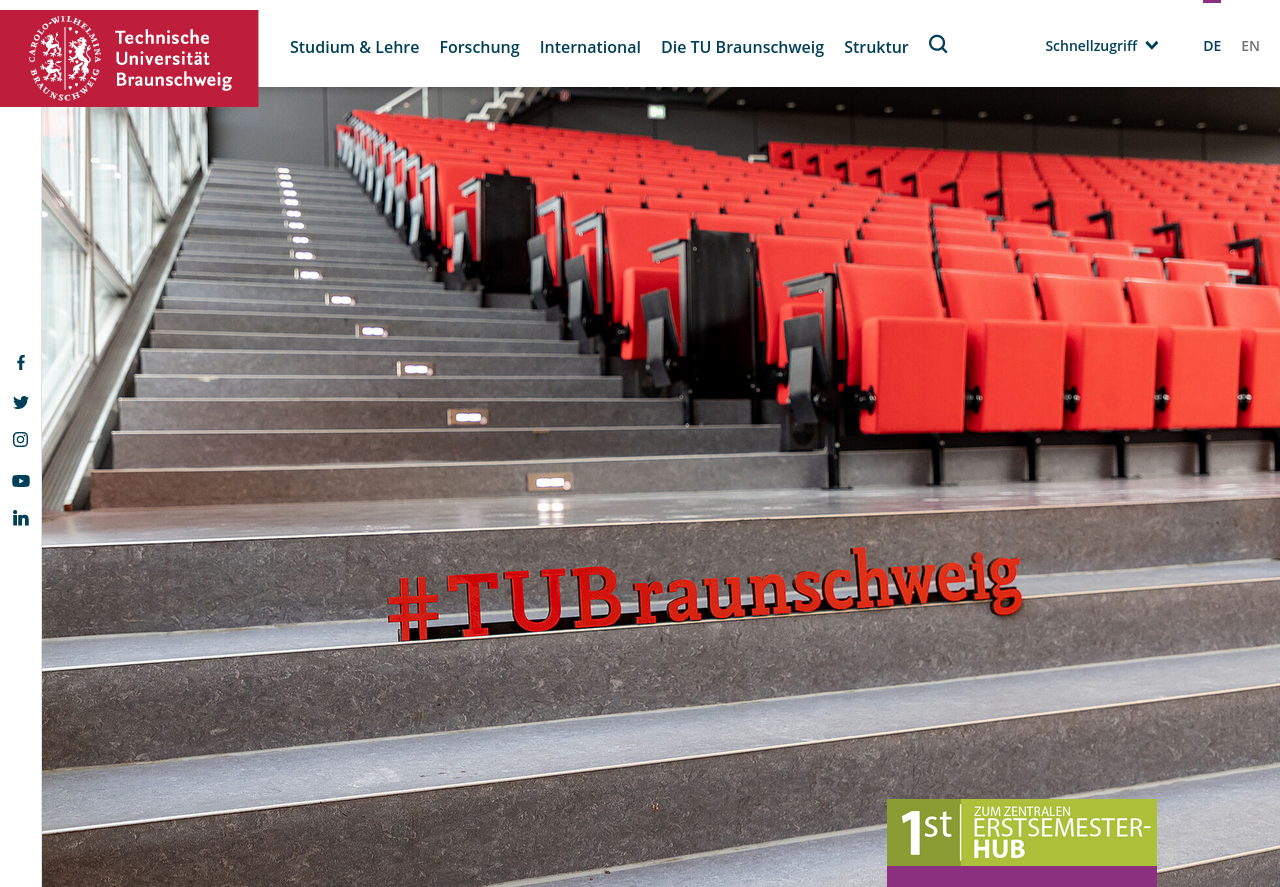 CAROLO-WILHELMINA
BRAUNSCHWEIG
Technische
Universität
Braunschweig
Studium & Lehre
Forschung
International
Die TU Braunschweig
Struktur
Schnellzugriff
DE
EN
#TUBraunschweig
1st
ZUM ZENTRALEN
ERSTSEMESTER-
HUB